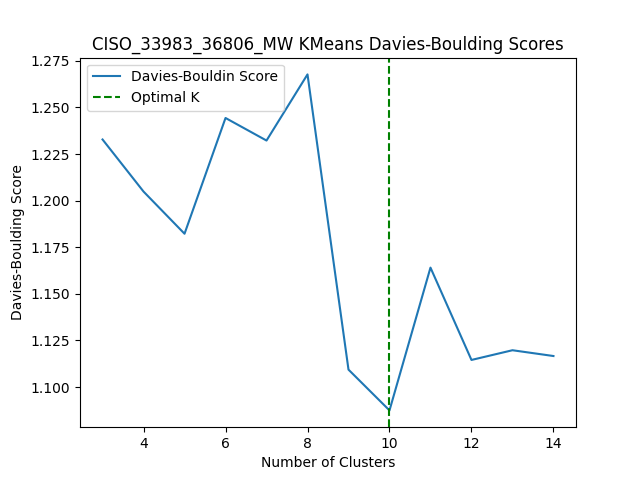 CISO_33983_36806_MW KMeans Davies-Boulding Scores
Davies-Bouldin Score
Optimal K
Davies-Boulding Score
1.275
1.250
1.225
1.200
1.175
1.150
1.125
1.100
4 6 8 10 12 14
Number of Clusters